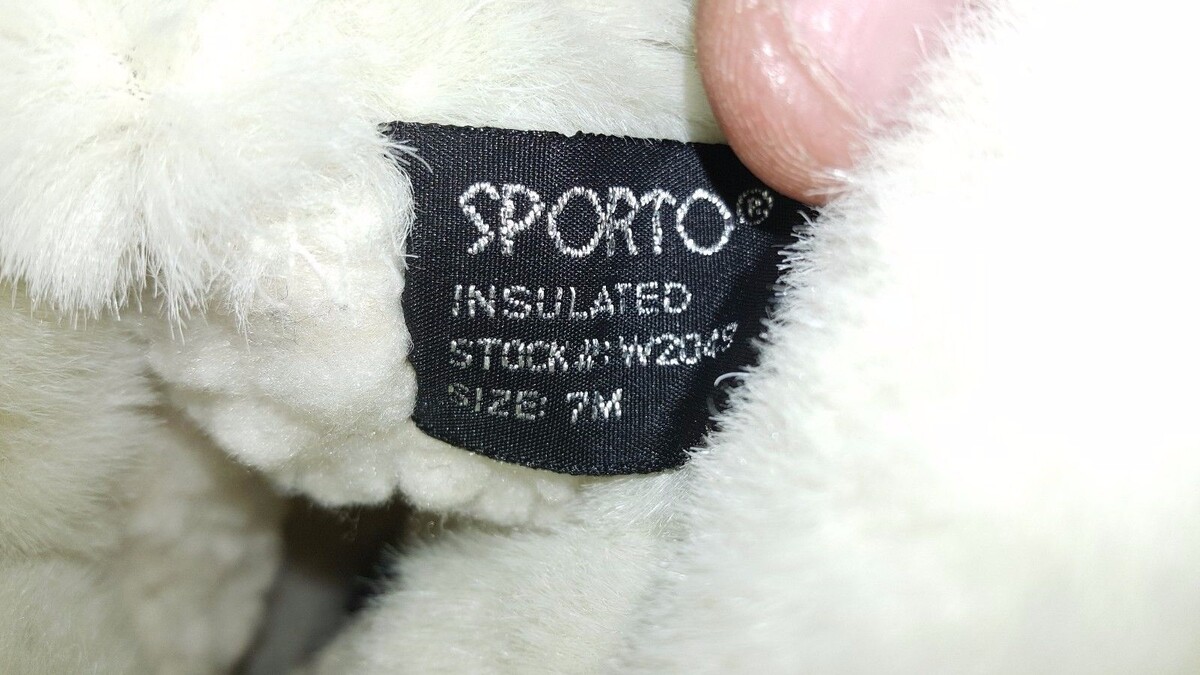 SPORTO®
INSULATED
STOCK#: W2049
SIZE: 7M